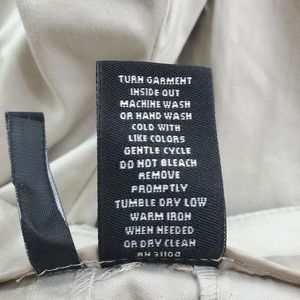 TURN GARMENT
INSIDE OUT
MACHINE WASH
OR HAND WASH
COLD WITH
LIKE COLORS
GENTLE CYCLE
DO NOT BLEACH
REMOVE
PROMPTLY
TUMBLE DRY LOW
WARM IRON
WHEN NEEDED
OR DRY CLEAN